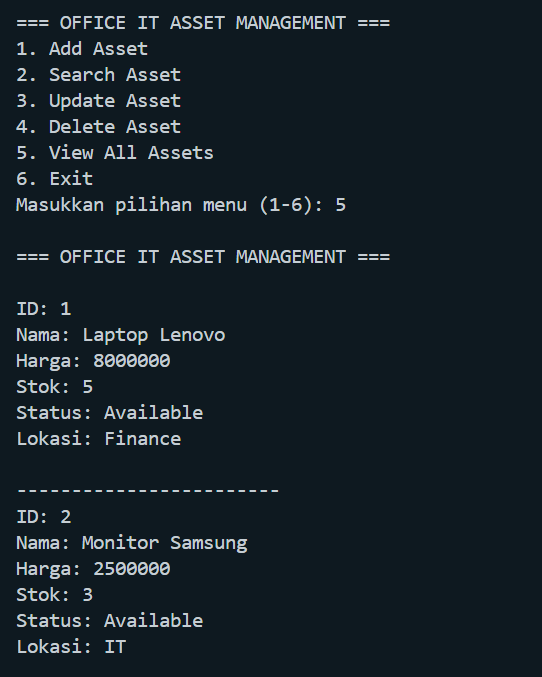 === OFFICE IT ASSET MANAGEMENT ===
1. Add Asset
2. Search Asset
3. Update Asset
4. Delete Asset
5. View All Assets
6. Exit
Masukkan pilihan menu (1-6): 5
=== OFFICE IT ASSET MANAGEMENT ===
ID: 1
Nama: Laptop Lenovo
Harga: 8000000
Stok: 5
Status: Available
Lokasi: Finance
------------------------
ID: 2
Nama: Monitor Samsung
Harga: 2500000
Stok: 3
Status: Available
Lokasi: IT